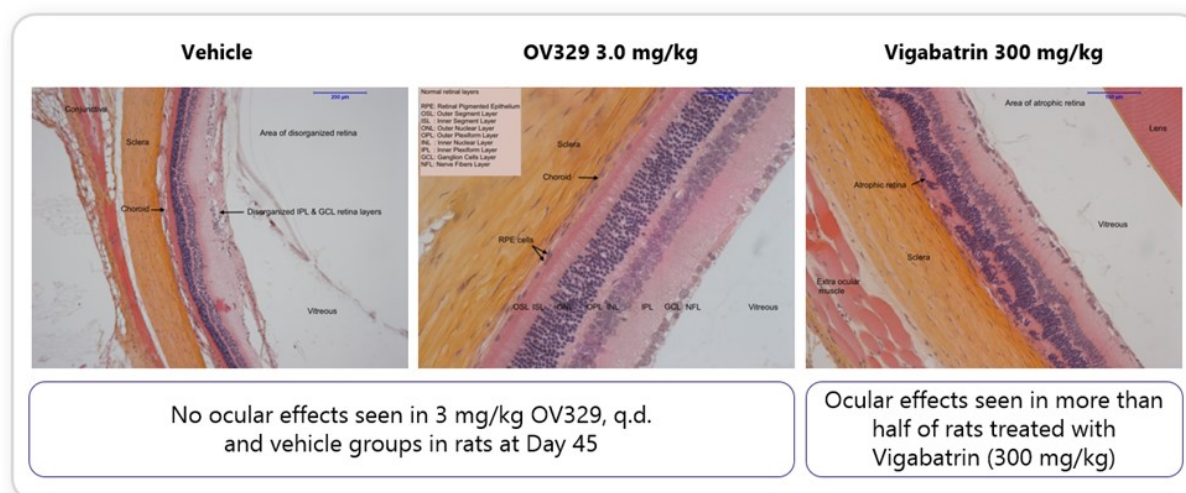 Vehicle
OV329 3.0 mg/kg
Vigabatrin 300 mg/kg
Conjunctiva
200 µm
Area of disorganized retina
Sclera
Choroid
Disorganized IPL & GCL retina layers
Vitreous
Normal retinal layers
RPE: Retinal Pigmented Epithelium
OSL: Outer Segment Layer
ISL : Inner Segment Layer
ONL: Outer Nuclear Layer
OPL: Outer Plexiform Layer
INL : Inner Nuclear Layer
IPL : Inner Plexiform Layer
GCL: Ganglion Cells Layer
NFL: Nerve Fibers Layer
Sclera
Choroid
RPE cells
OSL ISL ONL OPL INL IPL GCL NFL Vitreous
Area of atrophic retina
Lens
Atrophic retina
Vitreous
Sclera
Extra ocular
muscle
No ocular effects seen in 3 mg/kg OV329, q.d.
and vehicle groups in rats at Day 45
Ocular effects seen in more than
half of rats treated with
Vigabatrin (300 mg/kg)